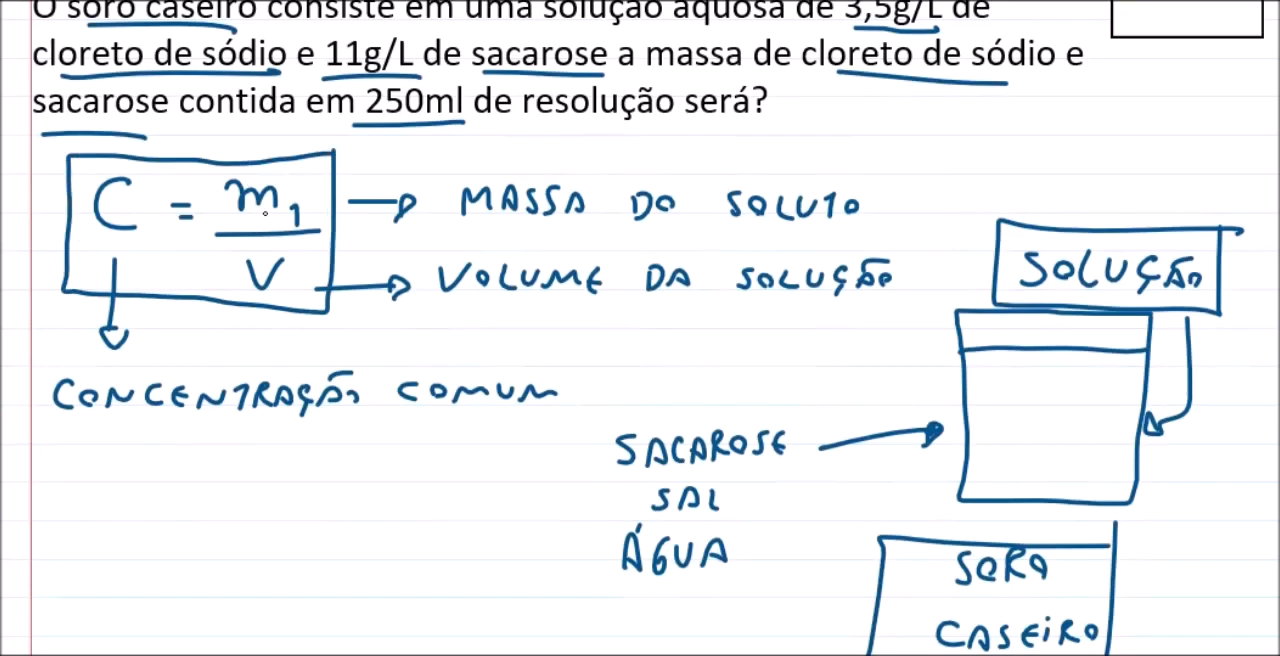 O soro caseiro consiste em uma solução aquosa de 3,5g/L de
cloreto de sódio e 11g/L de sacarose a massa de cloreto de sódio e
sacarose contida em 250ml de resolução será?
C = m₁ / V
MASSA DO SOLUTO
VOLUME DA SOLUÇÃO
SOLUÇÃO
CONCENTRAÇÃO COMUM
SACAROSE
SAL
ÁGUA
SORO
CASEiRO